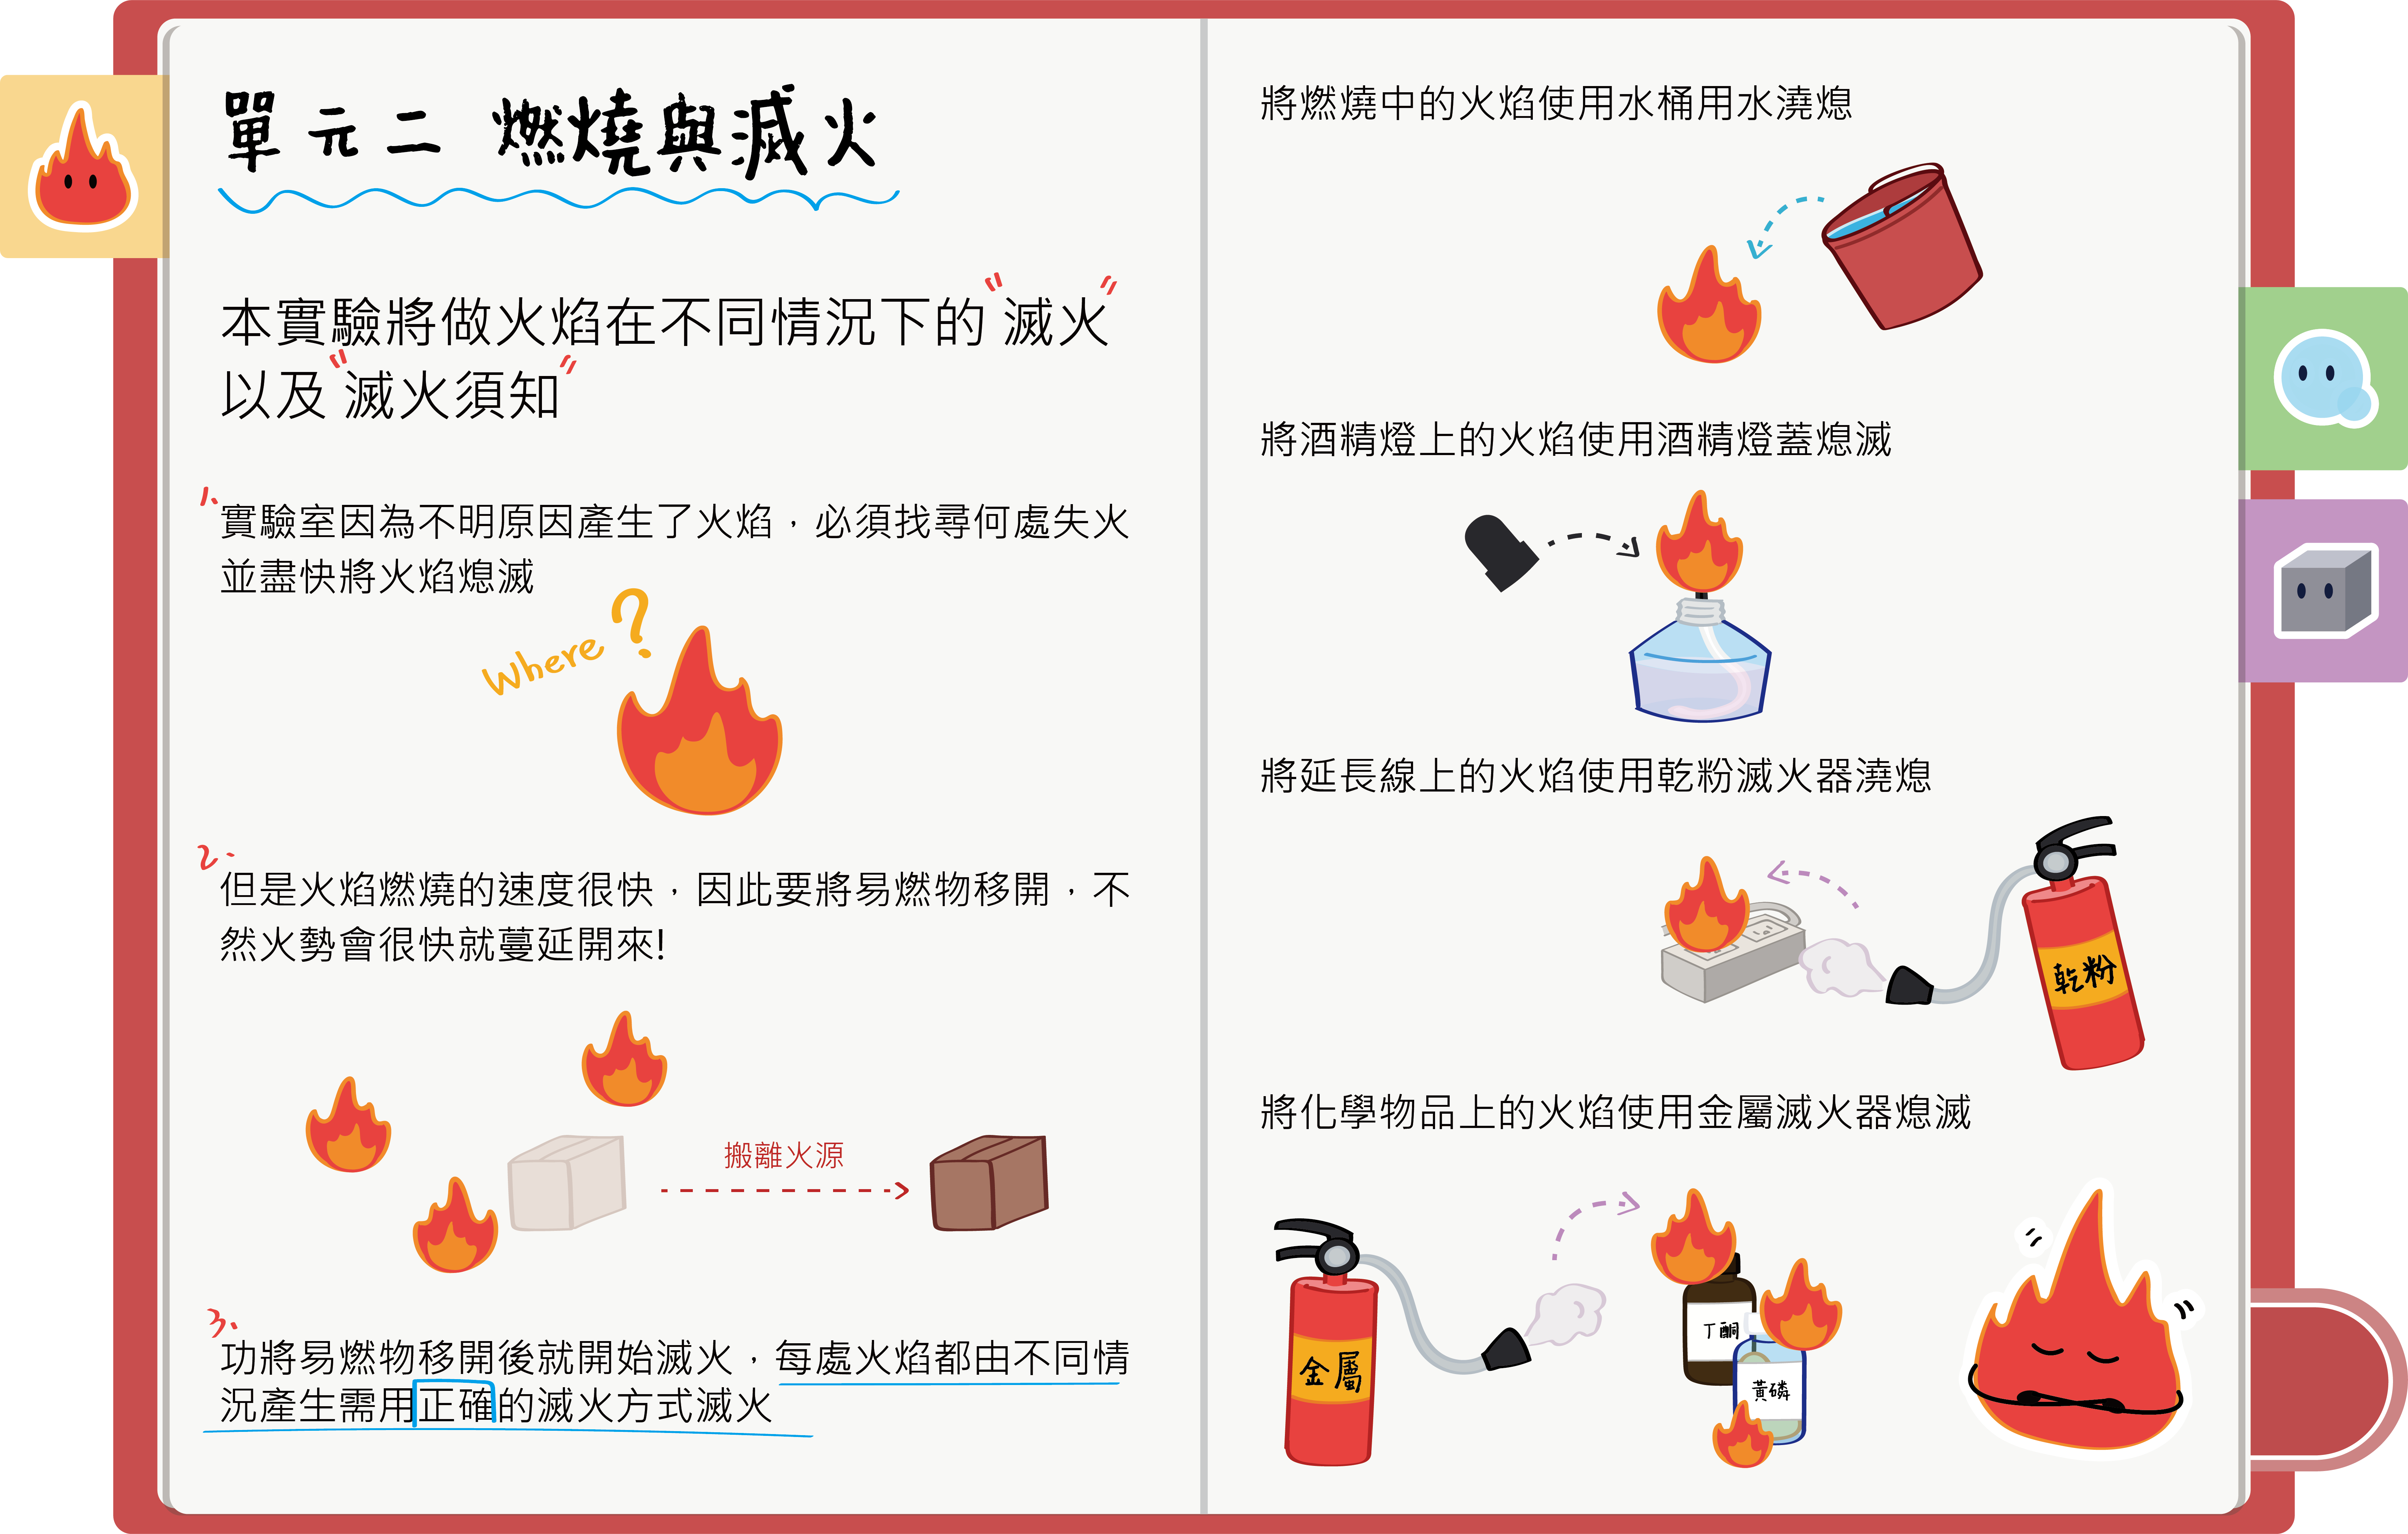 單元二 燃燒與滅火
本實驗將做火焰在不同情況下的"滅火"
以及"滅火須知"
1.實驗室因為不明原因產生了火焰，必須找尋何處失火
並盡快將火焰熄滅
Where?
2.但是火焰燃燒的速度很快，因此要將易燃物移開，不
然火勢會很快就蔓延開來!
搬離火源
3.功將易燃物移開後就開始滅火，每處火焰都由不同情
況產生需用正確的滅火方式滅火
將燃燒中的火焰使用水桶用水澆熄
將酒精燈上的火焰使用酒精燈蓋熄滅
將延長線上的火焰使用乾粉滅火器澆熄
乾粉
將化學物品上的火焰使用金屬滅火器熄滅
金屬
丁酮
黃磷